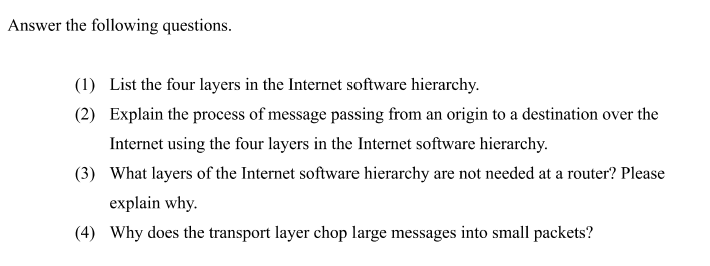 Answer the following questions.
(1) List the four layers in the Internet software hierarchy.
(2) Explain the process of message passing from an origin to a destination over the
Internet using the four layers in the Internet software hierarchy.
(3) What layers of the Internet software hierarchy are not needed at a router? Please
explain why.
(4) Why does the transport layer chop large messages into small packets?